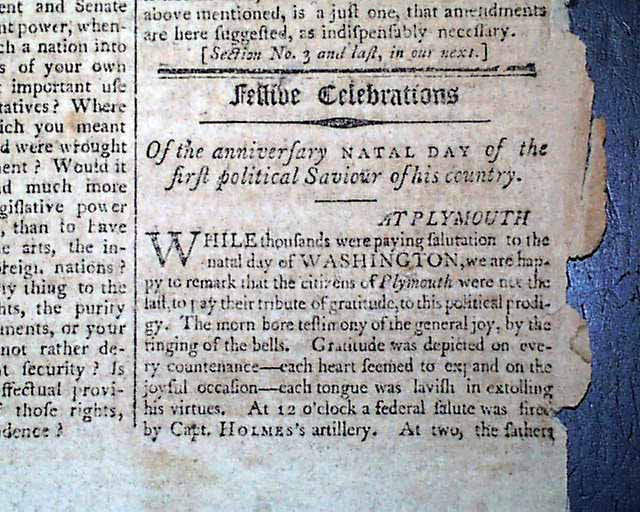 ent and Senate
nt power, when-
ch a nation into
s of your own
important use
tatives? Where
ich you meant
d were wrought
ment? Would it
nd much more
gislative power
, than to have
e arts, the in-
oreign nations?
ny thing to the
hts, the purity
ments, or your
not rather de-
nt security? Is
ffectual provi-
f those rights,
dence?
above mentioned, is a juſt one, that amendments
are here ſuggeſted, as indiſpenſably neceſſary.
[Section No. 3 and laſt, in our next.]
Feſtive Celebrations
Of the anniverſary NATAL DAY of the
firſt political Saviour of his country.
AT PLYMOUTH
WHILE thouſands were paying ſalutation to the
natal day of WASHINGTON, we are hap-
py to remark that the citizens of Plymouth were not the
laſt, to pay their tribute of gratitude, to this political prodi-
gy. The morn bore teſtimony of the general joy, by the
ringing of the bells. Gratitude was depicted on eve-
ry countenance—each heart ſeemed to expand on the
joyful occaſion—each tongue was laviſh in extolling
his virtues. At 12 o'clock a federal ſalute was fired
by Capt. HOLMES's artillery. At two, the fathers